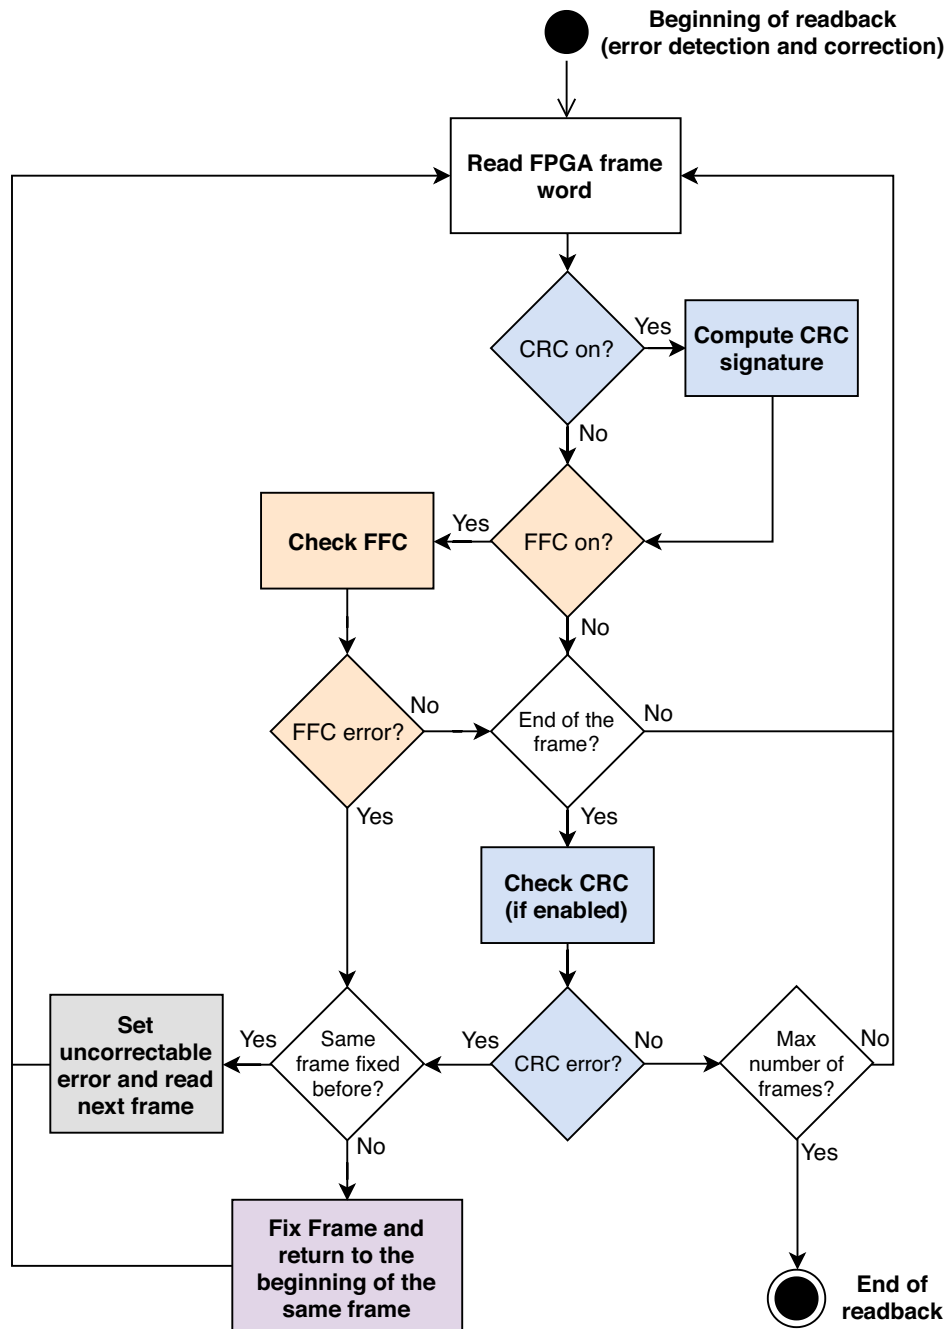 Beginning of readback
(error detection and correction)
Read FPGA frame
word
CRC on?
Yes
Compute CRC
signature
No
Check FFC
Yes
FFC on?
No
FFC error?
No
End of the
frame?
No
Yes
Yes
Check CRC
(if enabled)
Set
uncorrectable
error and read
next frame
Yes
Same
frame fixed
before?
Yes
CRC error?
No
Max
number of
frames?
No
No
Yes
Fix Frame and
return to the
beginning of the
same frame
End of
readback